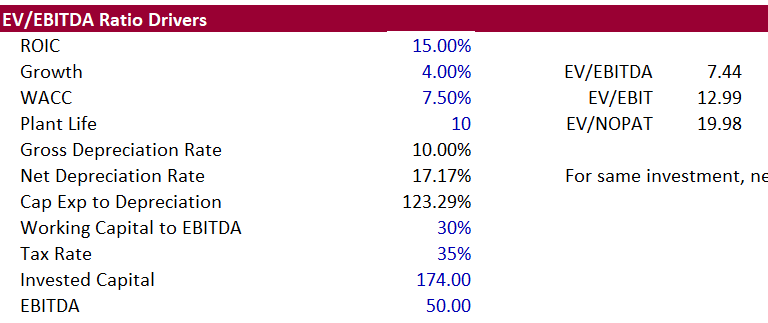 EV/EBITDA Ratio Drivers
ROIC 15.00%
Growth 4.00% EV/EBITDA 7.44
WACC 7.50% EV/EBIT 12.99
Plant Life 10 EV/NOPAT 19.98
Gross Depreciation Rate 10.00%
Net Depreciation Rate 17.17% For same investment, ne
Cap Exp to Depreciation 123.29%
Working Capital to EBITDA 30%
Tax Rate 35%
Invested Capital 174.00
EBITDA 50.00